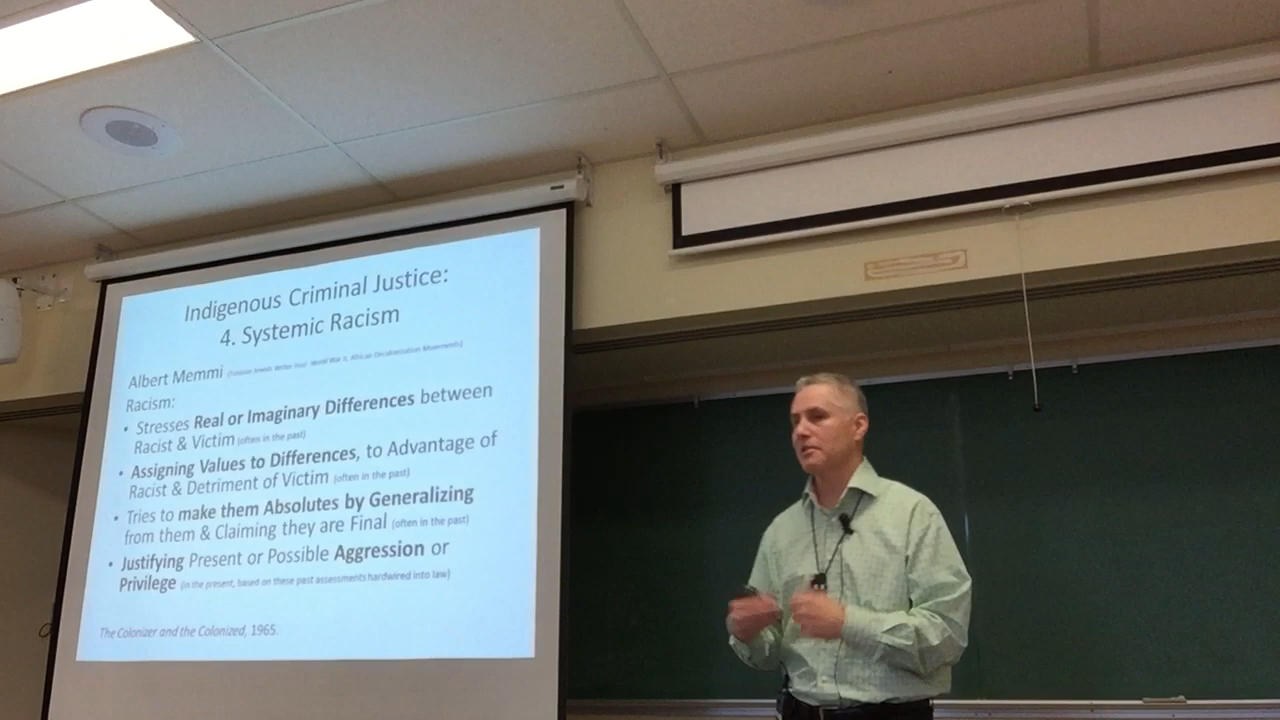 Indigenous Criminal Justice:
4. Systemic Racism
Albert Memmi (Tunisian Jewish Writer Post- World War II, African Decolonization Movements)
Racism:
• Stresses Real or Imaginary Differences between
Racist & Victim (often in the past)
• Assigning Values to Differences, to Advantage of
Racist & Detriment of Victim (often in the past)
• Tries to make them Absolutes by Generalizing
from them & Claiming they are Final (often in the past)
• Justifying Present or Possible Aggression or
Privilege (in the present, based on these past assessments hardwired into law)
The Colonizer and the Colonized, 1965.